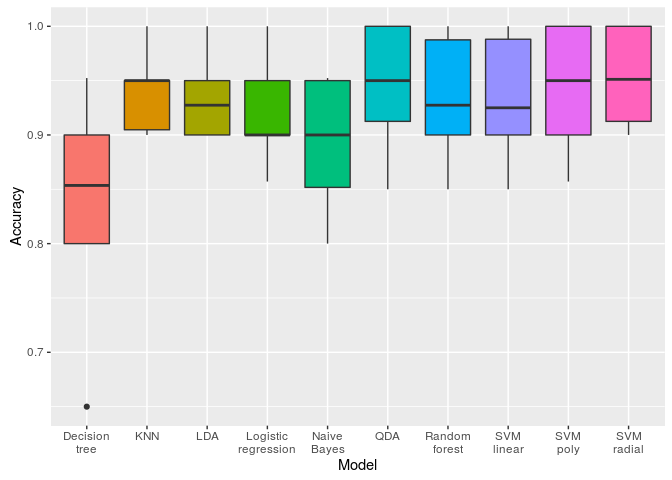 1.0
0.9
0.8
0.7
Accuracy
Decision KNN LDA Logistic Naive QDA Random SVM SVM SVM
tree regression Bayes forest linear poly radial
Model